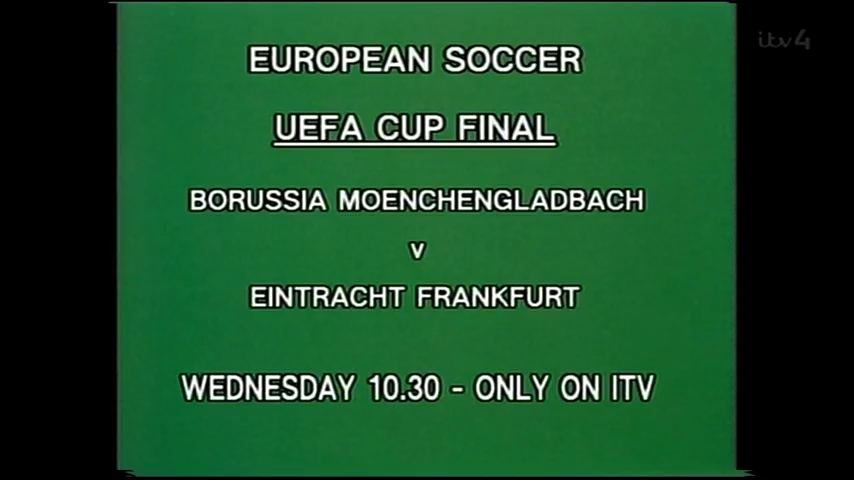 itv4
EUROPEAN SOCCER
UEFA CUP FINAL
BORUSSIA MOENCHENGLADBACH
v
EINTRACHT FRANKFURT
WEDNESDAY 10.30 - ONLY ON ITV